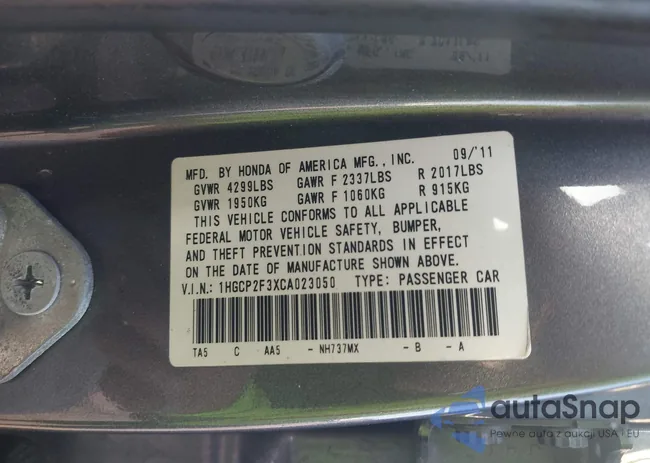 MFD. BY HONDA OF AMERICA MFG., INC. 09/'11
GVWR 4299LBS GAWR F 2337LBS R 2017LBS
GVWR 1950KG GAWR F 1060KG R 915KG
THIS VEHICLE CONFORMS TO ALL APPLICABLE
FEDERAL MOTOR VEHICLE SAFETY, BUMPER,
AND THEFT PREVENTION STANDARDS IN EFFECT
ON THE DATE OF MANUFACTURE SHOWN ABOVE.
V.I.N.: 1HGCP2F3XCA023050 TYPE: PASSENGER CAR
TA5 C AA5 - NH737MX - B - A
autaSnap
Pewne auta z aukcji USA i EU